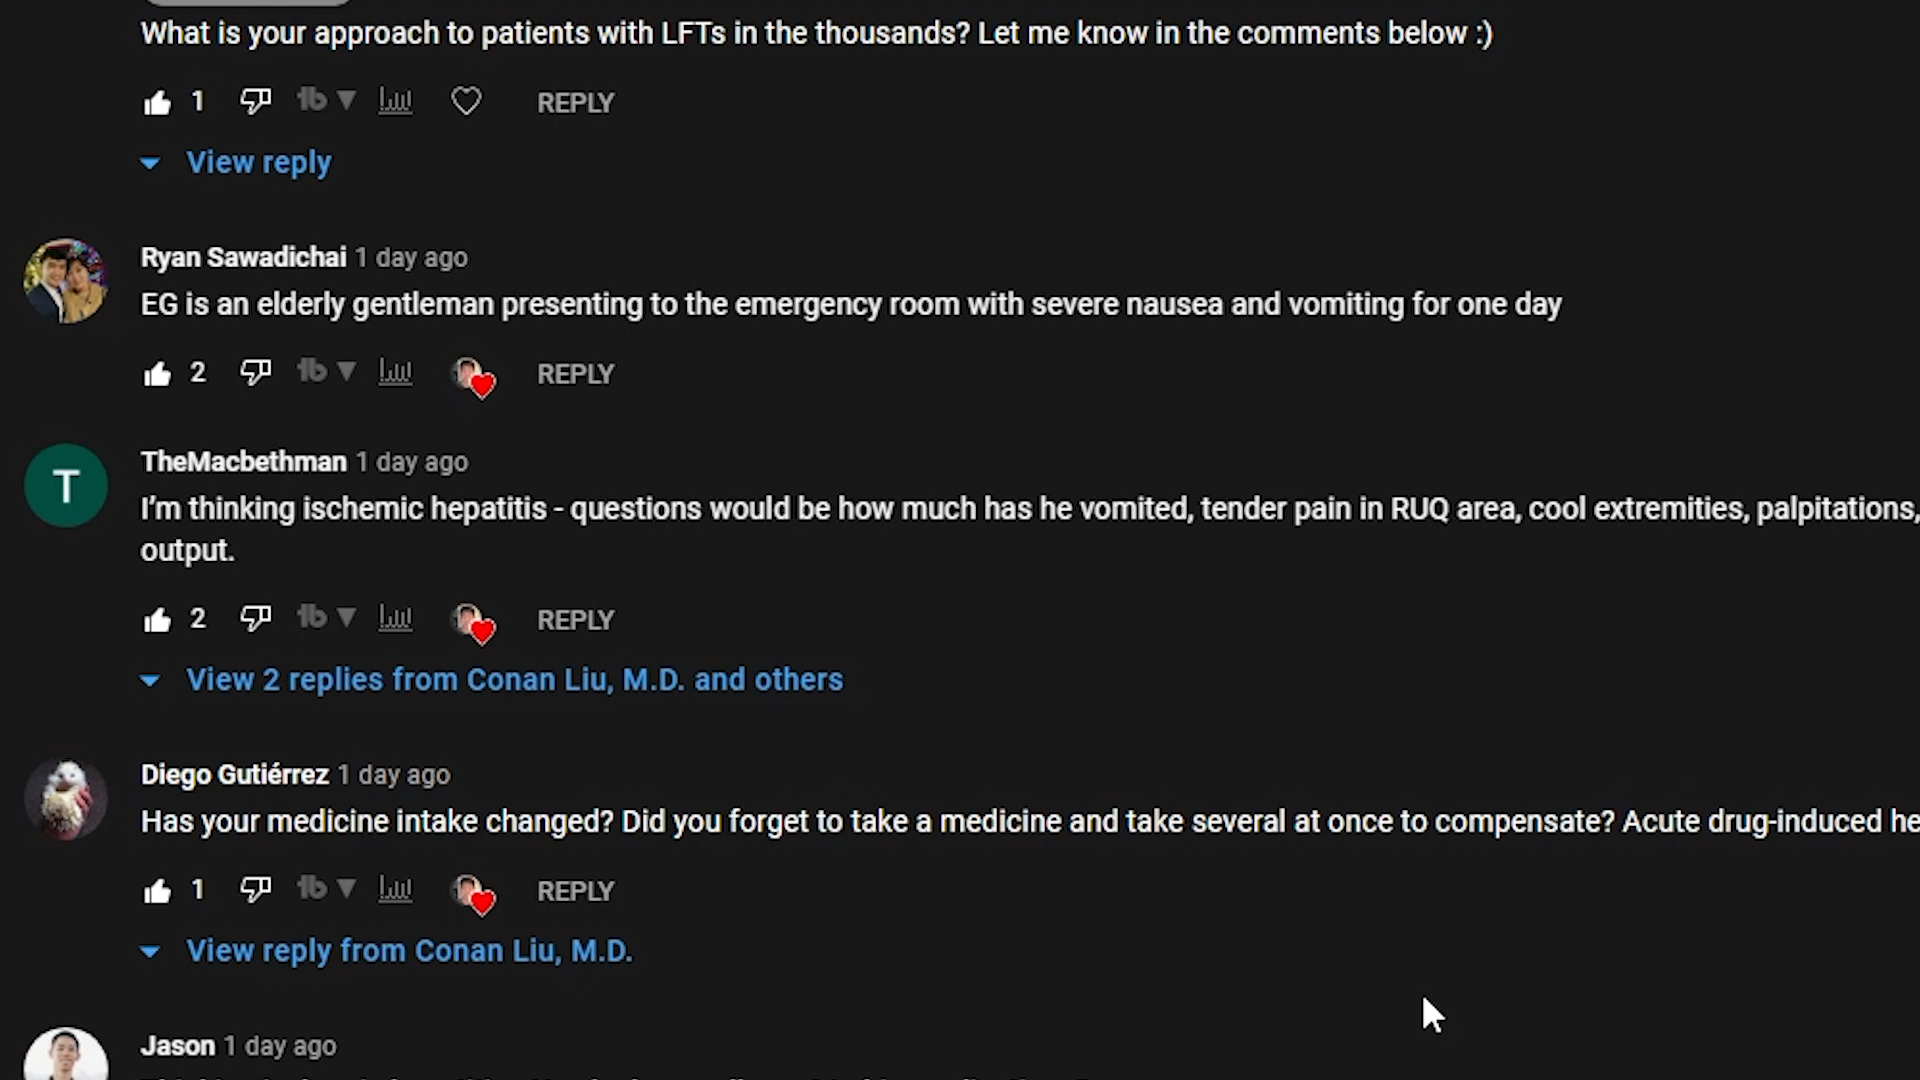 What is your approach to patients with LFTs in the thousands? Let me know in the comments below :)
1 REPLY
View reply
Ryan Sawadichai 1 day ago
EG is an elderly gentleman presenting to the emergency room with severe nausea and vomiting for one day
2 REPLY
TheMacbethman 1 day ago
T
I'm thinking ischemic hepatitis - questions would be how much has he vomited, tender pain in RUQ area, cool extremities, palpitations,
output.
2 REPLY
View 2 replies from Conan Liu, M.D. and others
Diego Gutiérrez 1 day ago
Has your medicine intake changed? Did you forget to take a medicine and take several at once to compensate? Acute drug-induced he
1 REPLY
View reply from Conan Liu, M.D.
Jason 1 day ago